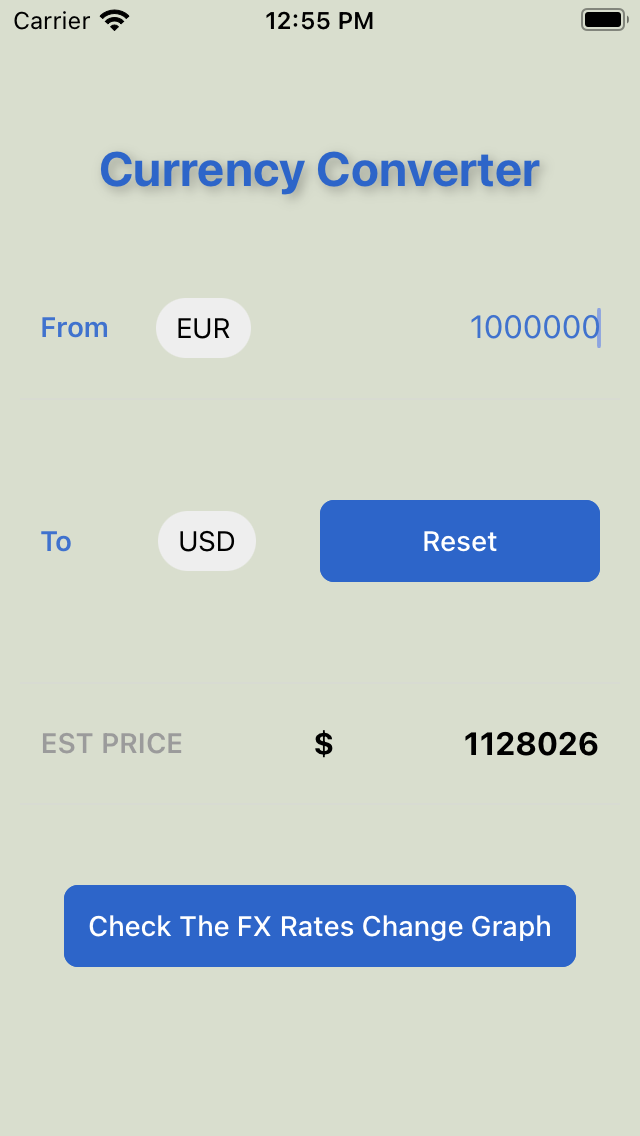 Carrier 12:55 PM
Currency Converter
From EUR 1000000
To USD Reset
EST PRICE $ 1128026
Check The FX Rates Change Graph